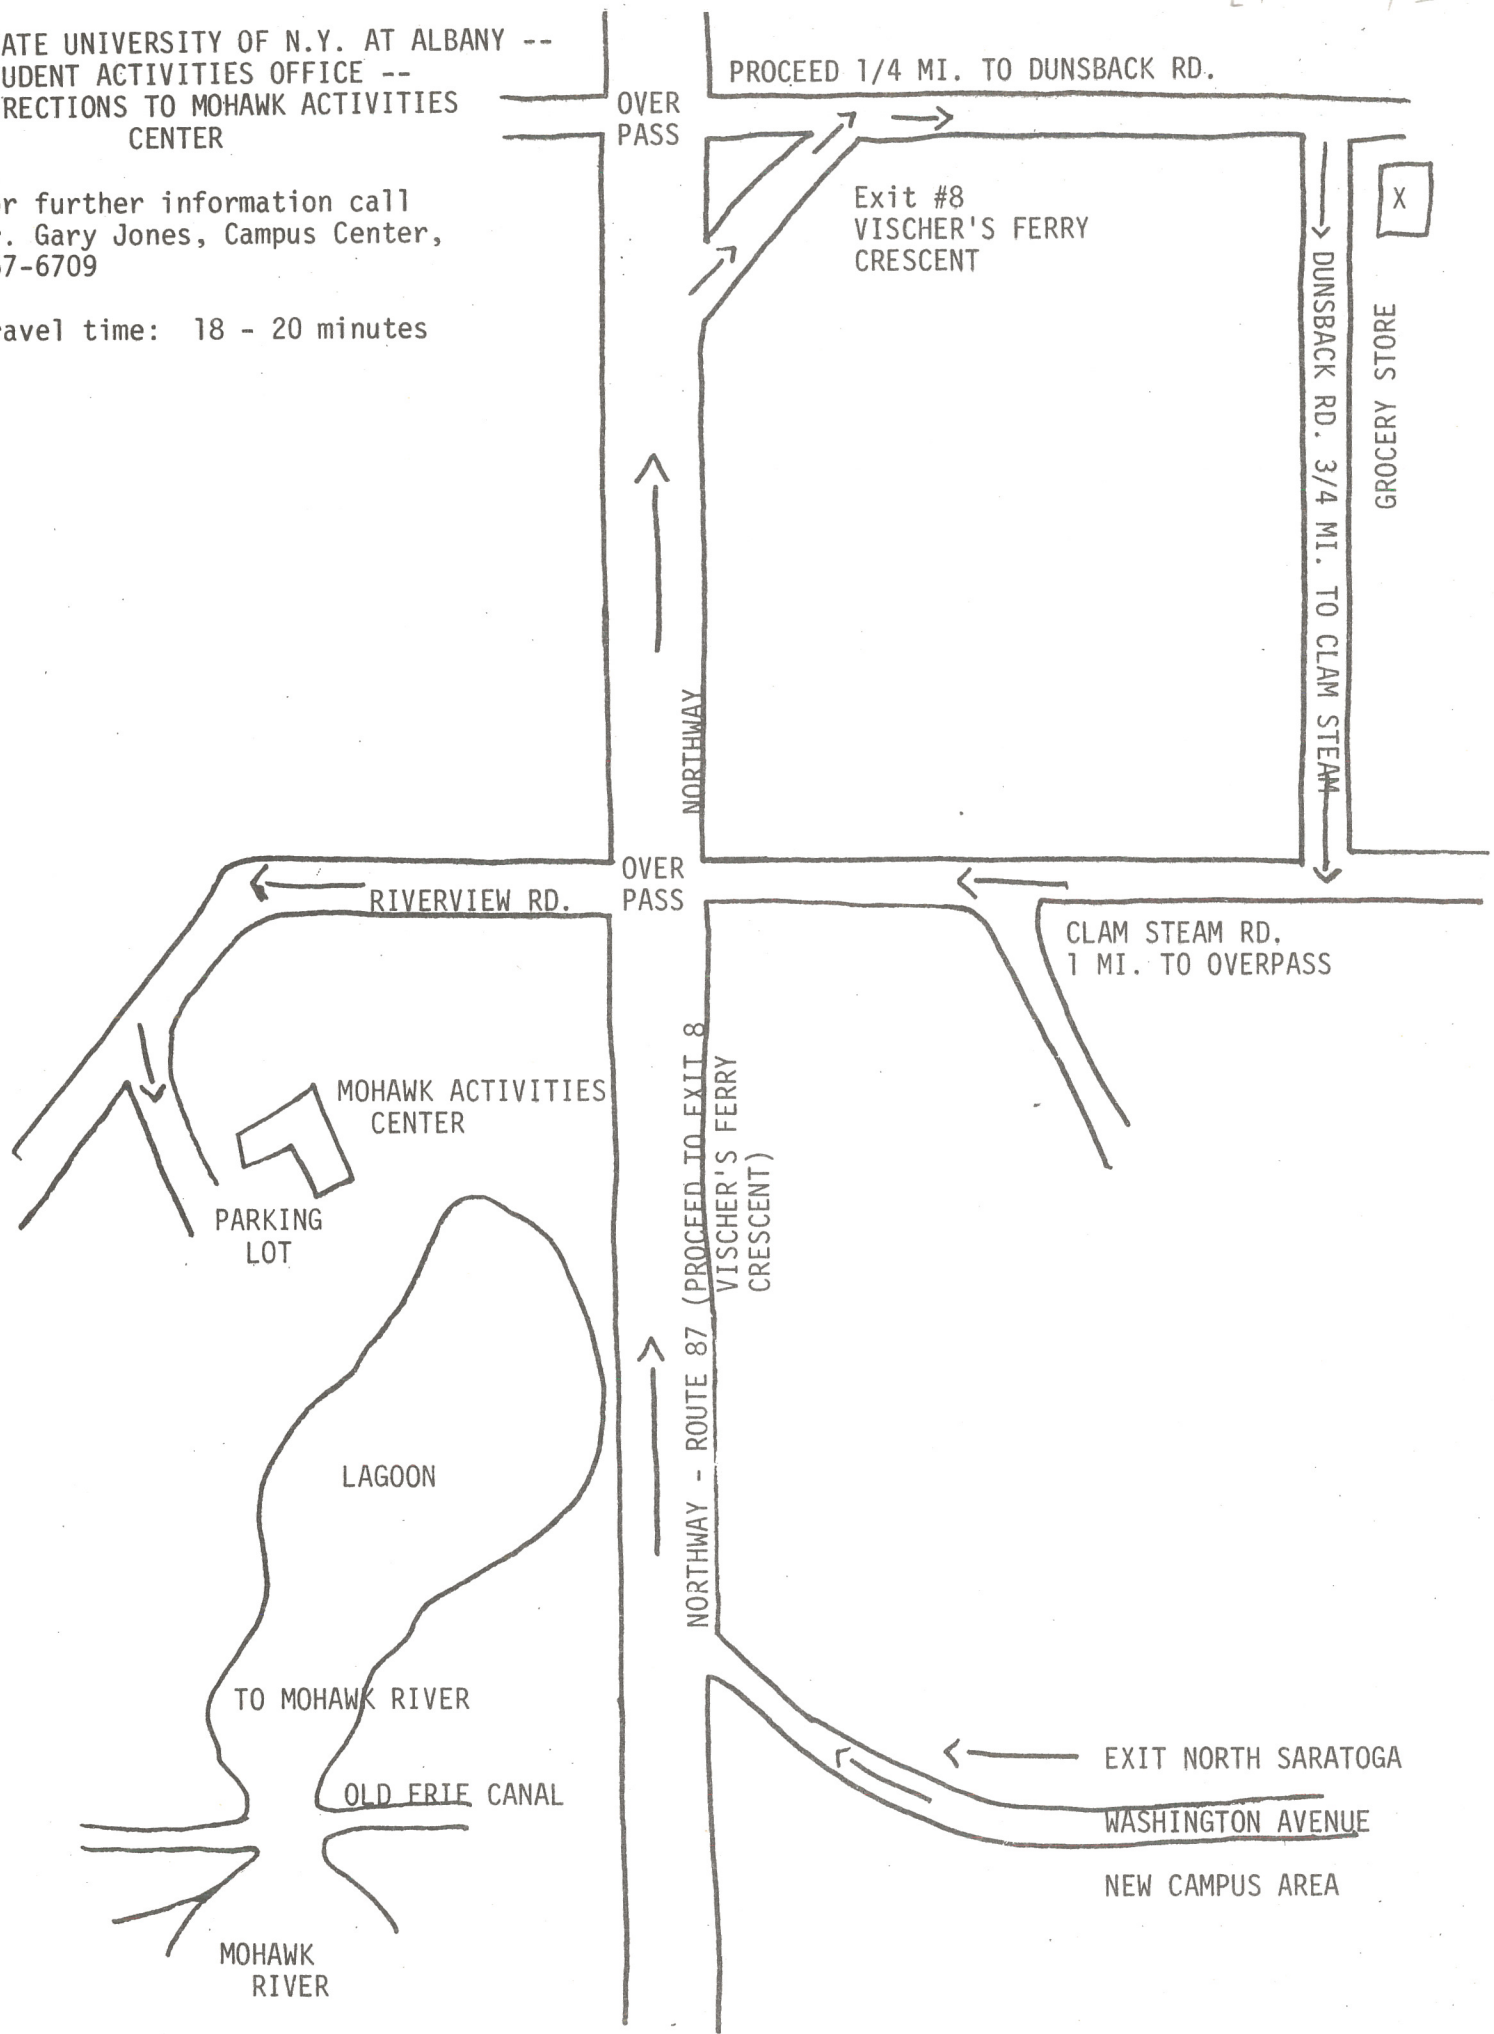 ATE UNIVERSITY OF N.Y. AT ALBANY --
UDENT ACTIVITIES OFFICE --
RECTIONS TO MOHAWK ACTIVITIES
CENTER
r further information call
. Gary Jones, Campus Center,
7-6709
avel time: 18 - 20 minutes
PROCEED 1/4 MI. TO DUNSBACK RD.
OVER
PASS
Exit #8
VISCHER'S FERRY
CRESCENT
X
GROCERY STORE
DUNSBACK RD. 3/4 MI. TO CLAM STEAM
NORTHWAY
OVER
PASS
RIVERVIEW RD.
CLAM STEAM RD.
1 MI. TO OVERPASS
MOHAWK ACTIVITIES
CENTER
PARKING
LOT
NORTHWAY - ROUTE 87 (PROCEED TO EXIT 8
VISCHER'S FERRY
CRESCENT)
LAGOON
TO MOHAWK RIVER
OLD ERIE CANAL
EXIT NORTH SARATOGA
WASHINGTON AVENUE
NEW CAMPUS AREA
MOHAWK
RIVER